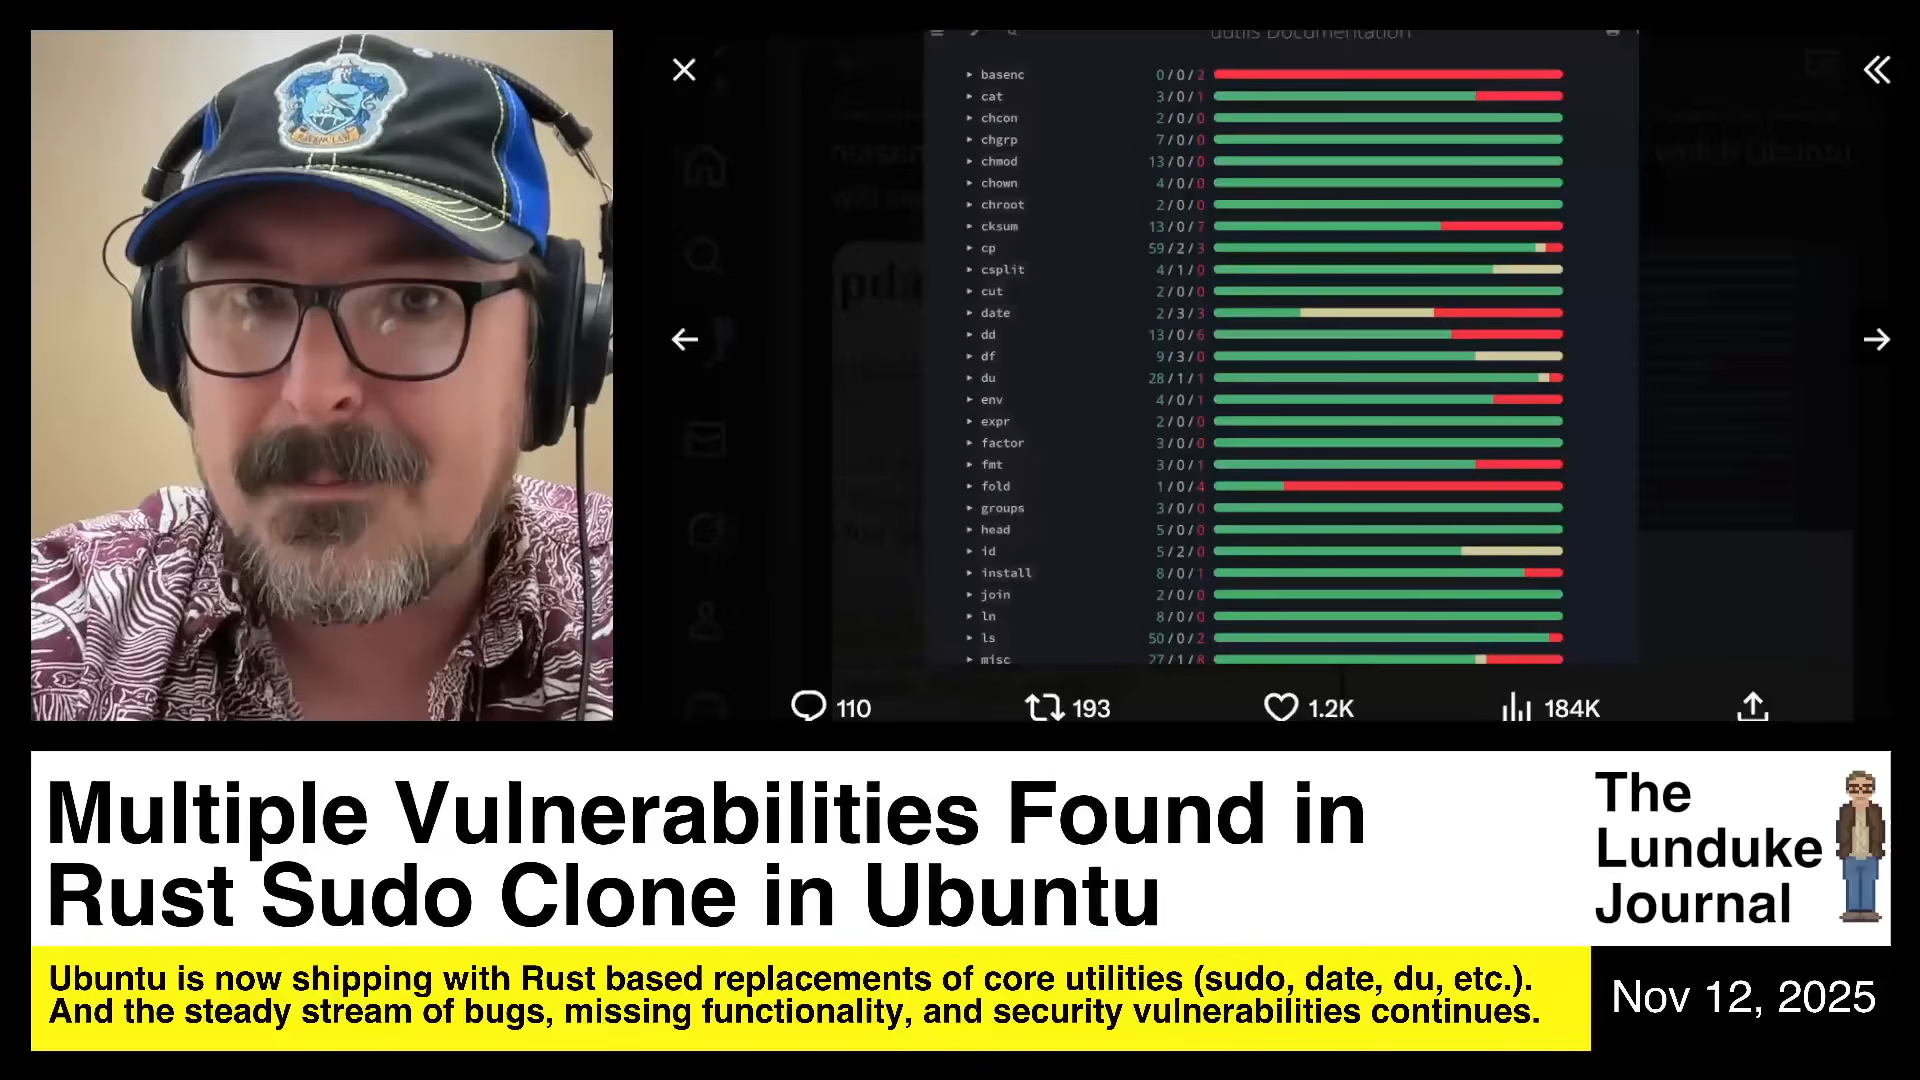 RAVENCLAW
uutils Documentation
basenc 0/0/2
cat 3/0/1
chcon 2/0/0
chgrp 7/0/0
chmod 13/0/0
chown 4/0/0
chroot 2/0/0
cksum 13/0/7
cp 59/2/3
csplit 4/1/0
cut 2/0/0
date 2/3/3
dd 13/0/6
df 9/3/0
du 28/1/1
env 4/0/1
expr 2/0/0
factor 3/0/0
fmt 3/0/1
fold 1/0/4
groups 3/0/0
head 5/0/0
id 5/2/0
install 8/0/1
join 2/0/0
ln 8/0/0
ls 50/0/2
misc 27/1/8
110 193 1.2K 184K
Multiple Vulnerabilities Found in
Rust Sudo Clone in Ubuntu
The
Lunduke
Journal
Ubuntu is now shipping with Rust based replacements of core utilities (sudo, date, du, etc.).
And the steady stream of bugs, missing functionality, and security vulnerabilities continues.
Nov 12, 2025